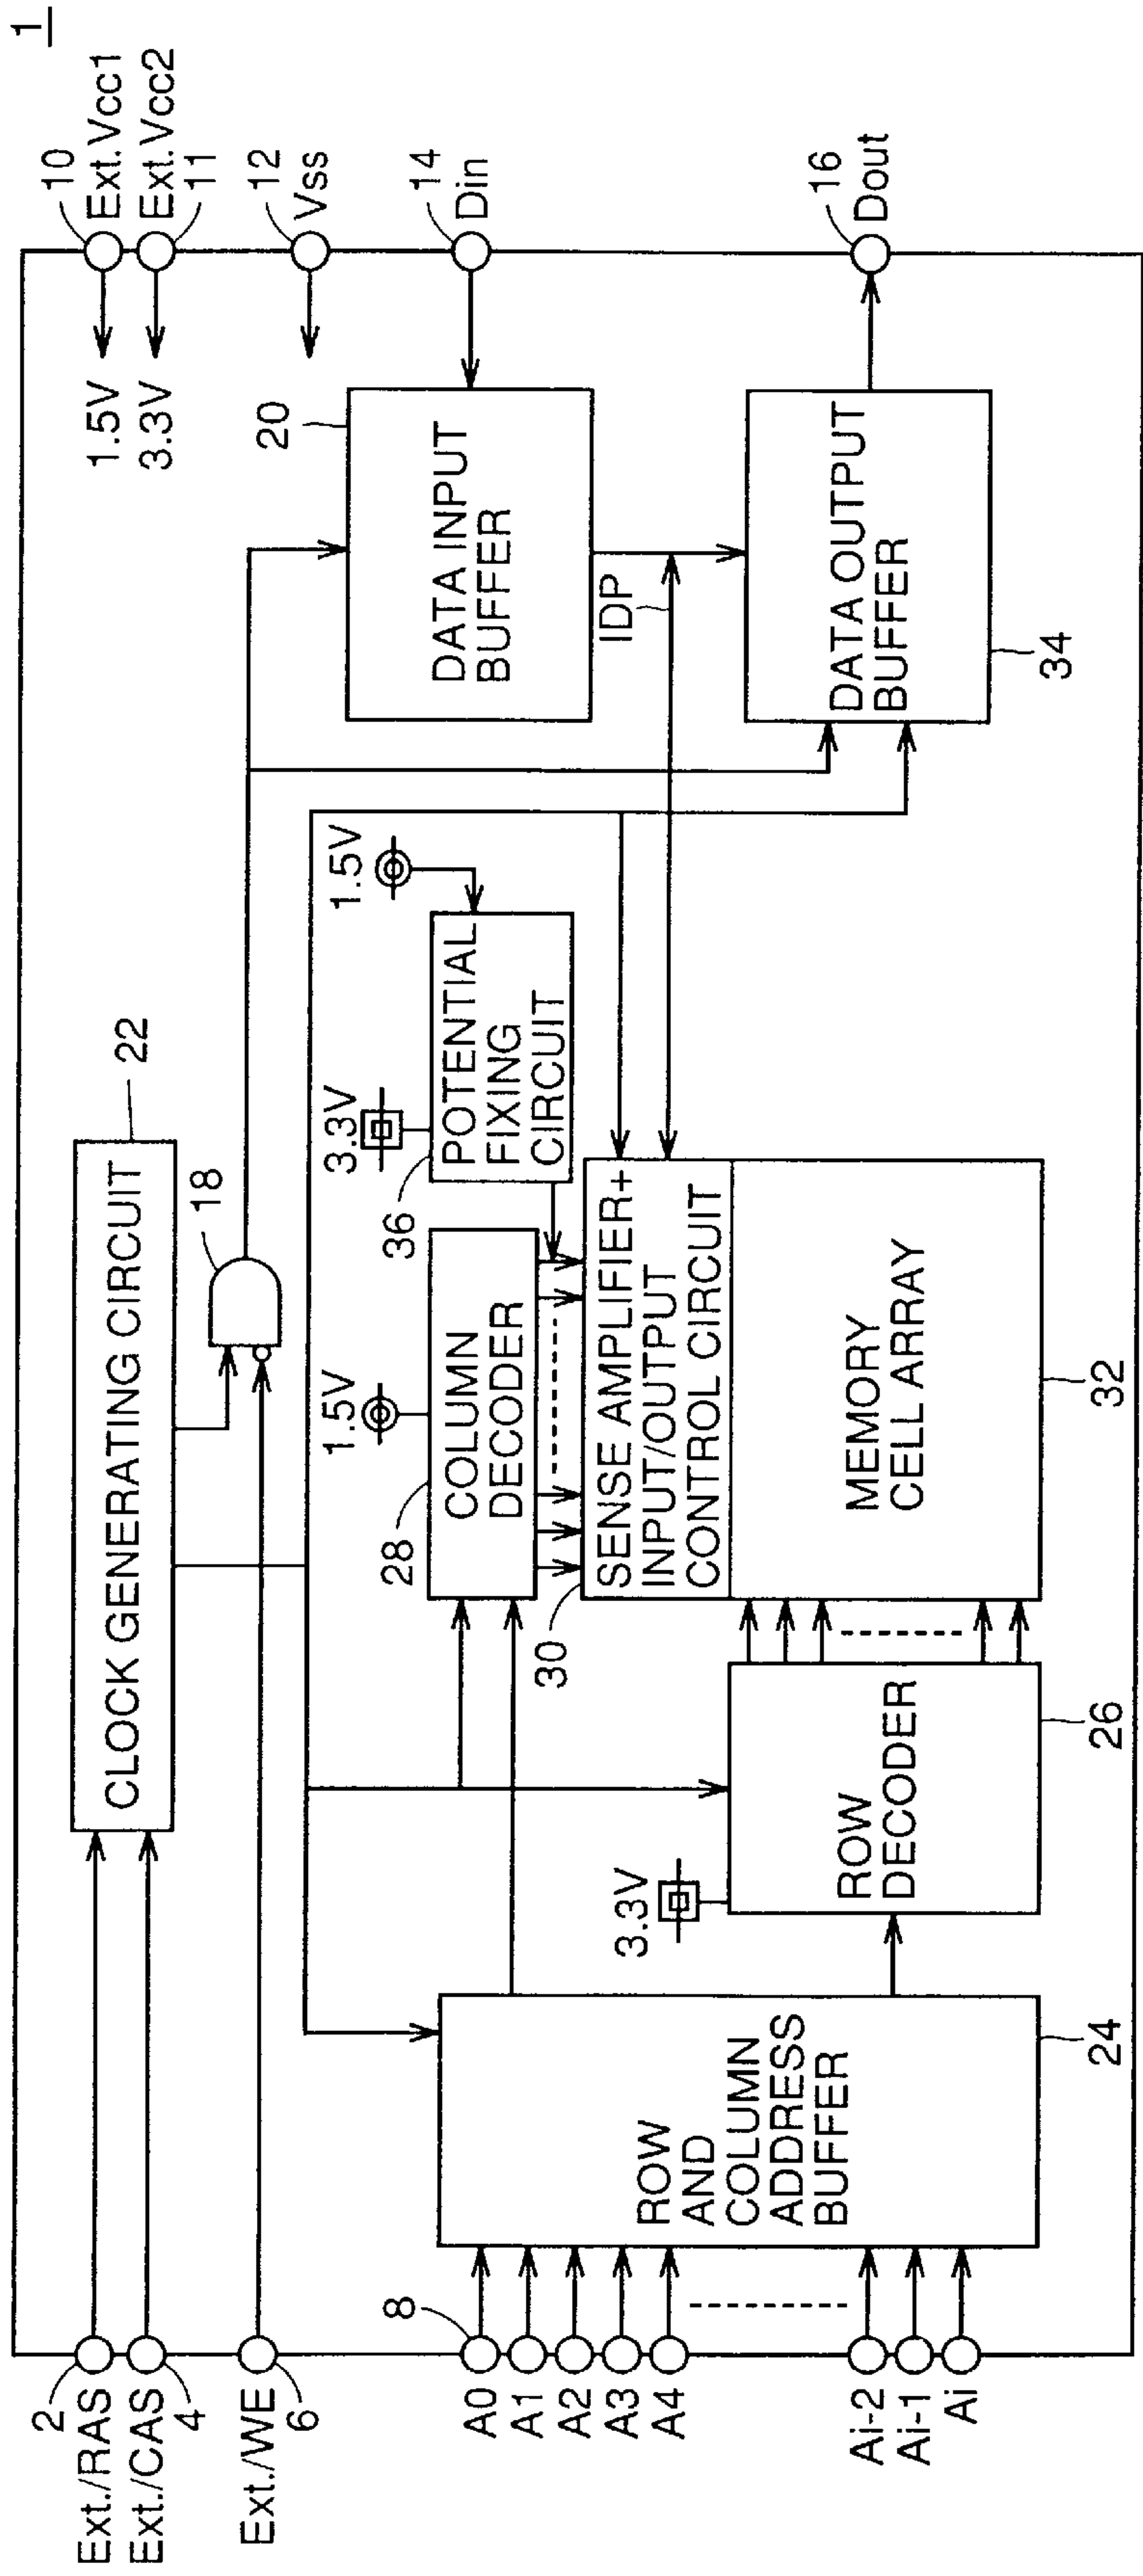 1
2
Ext./RAS
Ext./CAS
4
Ext./WE
6
CLOCK GENERATING CIRCUIT
22
18
10
Ext.Vcc1
1.5V
Ext.Vcc2
3.3V
11
12
Vss
14
Din
20
DATA INPUT
BUFFER
IDP
16
Dout
DATA OUTPUT
BUFFER
34
8
A0
A1
A2
A3
A4
Ai-2
Ai-1
Ai
ROW
AND
COLUMN
ADDRESS
BUFFER
24
3.3V
ROW
DECODER
26
1.5V
28
COLUMN
DECODER
3.3V
36
1.5V
POTENTIAL
FIXING
CIRCUIT
30
SENSE AMPLIFIER+
INPUT/OUTPUT
CONTROL CIRCUIT
MEMORY
CELL ARRAY
32